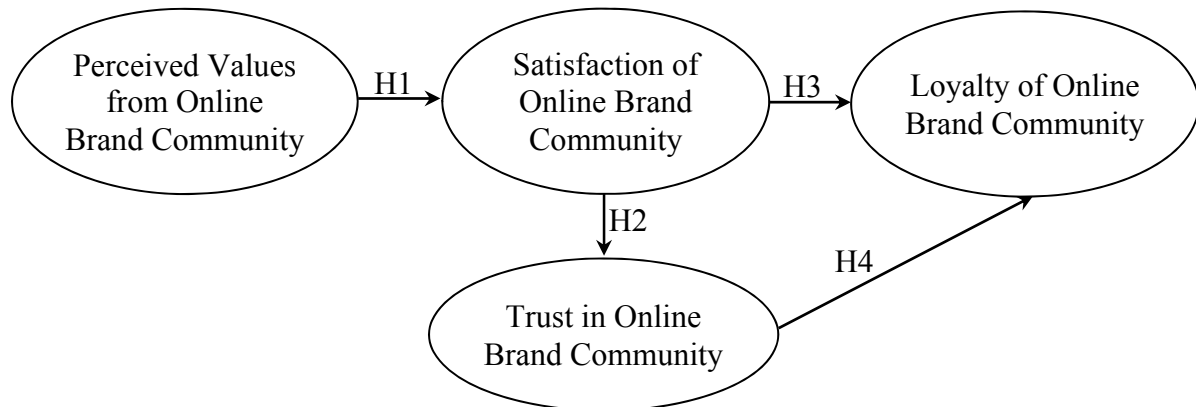 Perceived Values
from Online
Brand Community
H1
Satisfaction of
Online Brand
Community
H3
Loyalty of Online
Brand Community
H2
H4
Trust in Online
Brand Community